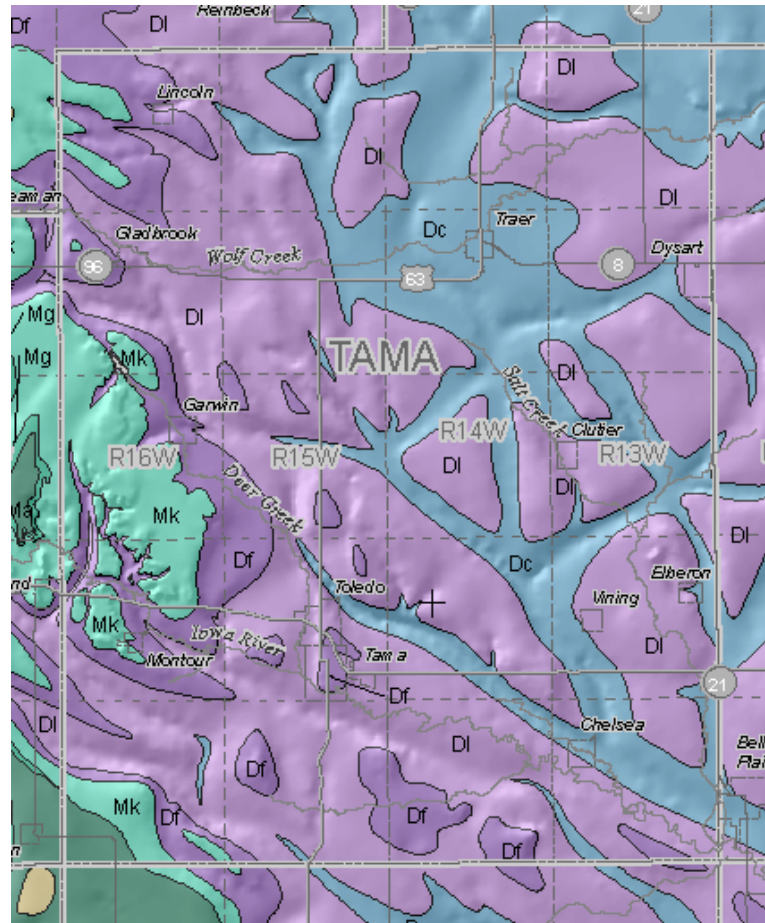 Reinbeck
21
Df
Dl
Dl
Lincoln
Dl
Dl
Gladbrook
Dc
Traer
Wolf Creek
96
63
8
Dysart
Mg
Dl
Mg
Mk
TAMA
Dl
Salt Creek
Garwin
R14W
Clutier
R16W
R15W
R13W
Dl
Dl
Deer Creek
Mk
Dl
Df
Dc
Toledo
Elberon
Vining
Mk
Iowa River
Montour
Tama
Dl
Df
21
Dl
Chelsea
Dl
Df
Mk
Df
Df
Df